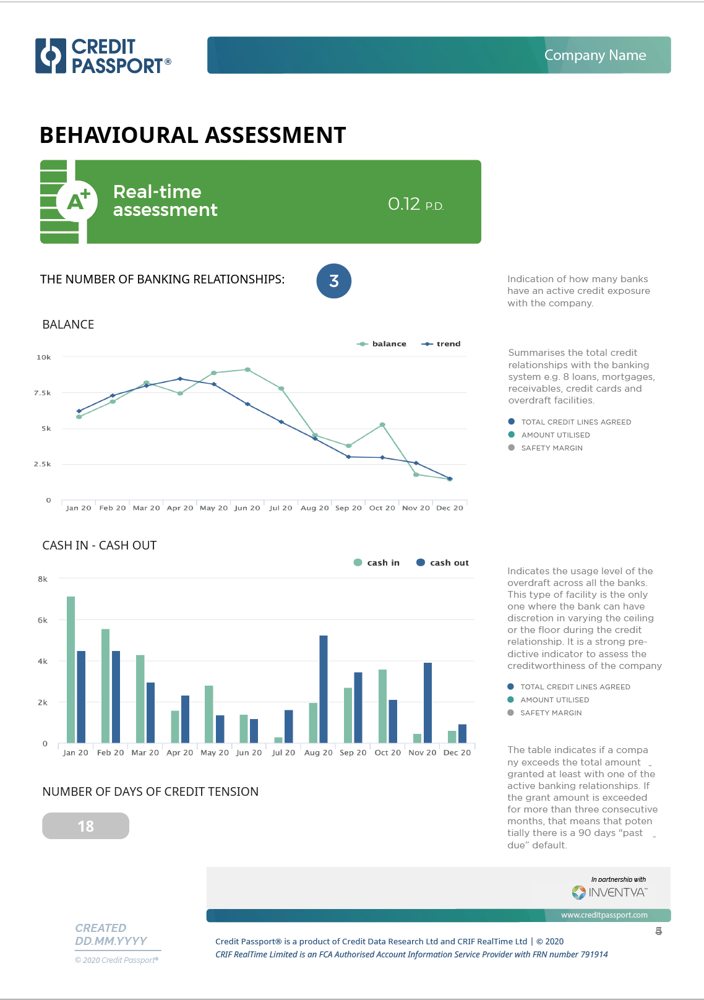 CREDIT
PASSPORT®
Company Name
BEHAVIOURAL ASSESSMENT
A+
Real-time
assessment
0.12 P.D.
THE NUMBER OF BANKING RELATIONSHIPS:
3
Indication of how many banks
have an active credit exposure
with the company.
BALANCE
balance
trend
10k
7.5k
5k
2.5k
0
Jan 20 Feb 20 Mar 20 Apr 20 May 20 Jun 20 Jul 20 Aug 20 Sep 20 Oct 20 Nov 20 Dec 20
Summarises the total credit
relationships with the banking
system e.g. 8 loans, mortgages,
receivables, credit cards and
overdraft facilities.
TOTAL CREDIT LINES AGREED
AMOUNT UTILISED
SAFETY MARGIN
CASH IN - CASH OUT
cash in
cash out
8k
6k
4k
2k
0
Jan 20 Feb 20 Mar 20 Apr 20 May 20 Jun 20 Jul 20 Aug 20 Sep 20 Oct 20 Nov 20 Dec 20
Indicates the usage level of the
overdraft across all the banks.
This type of facility is the only
one where the bank can have
discretion in varying the ceiling
or the floor during the credit
relationship. It is a strong pre-
dictive indicator to assess the
creditworthiness of the company
TOTAL CREDIT LINES AGREED
AMOUNT UTILISED
SAFETY MARGIN
NUMBER OF DAYS OF CREDIT TENSION
18
The table indicates if a compa
ny exceeds the total amount -
granted at least with one of the
active banking relationships. If
the grant amount is exceeded
for more than three consecutive
months, that means that poten
tially there is a 90 days “past -
due” default.
In partnership with
INVENTYA™
www.creditpassport.com
CREATED
DD.MM.YYYY
© 2020 Credit Passport®
Credit Passport® is a product of Credit Data Research Ltd and CRIF RealTime Ltd | © 2020
CRIF RealTime Limited is an FCA Authorised Account Information Service Provider with FRN number 791914